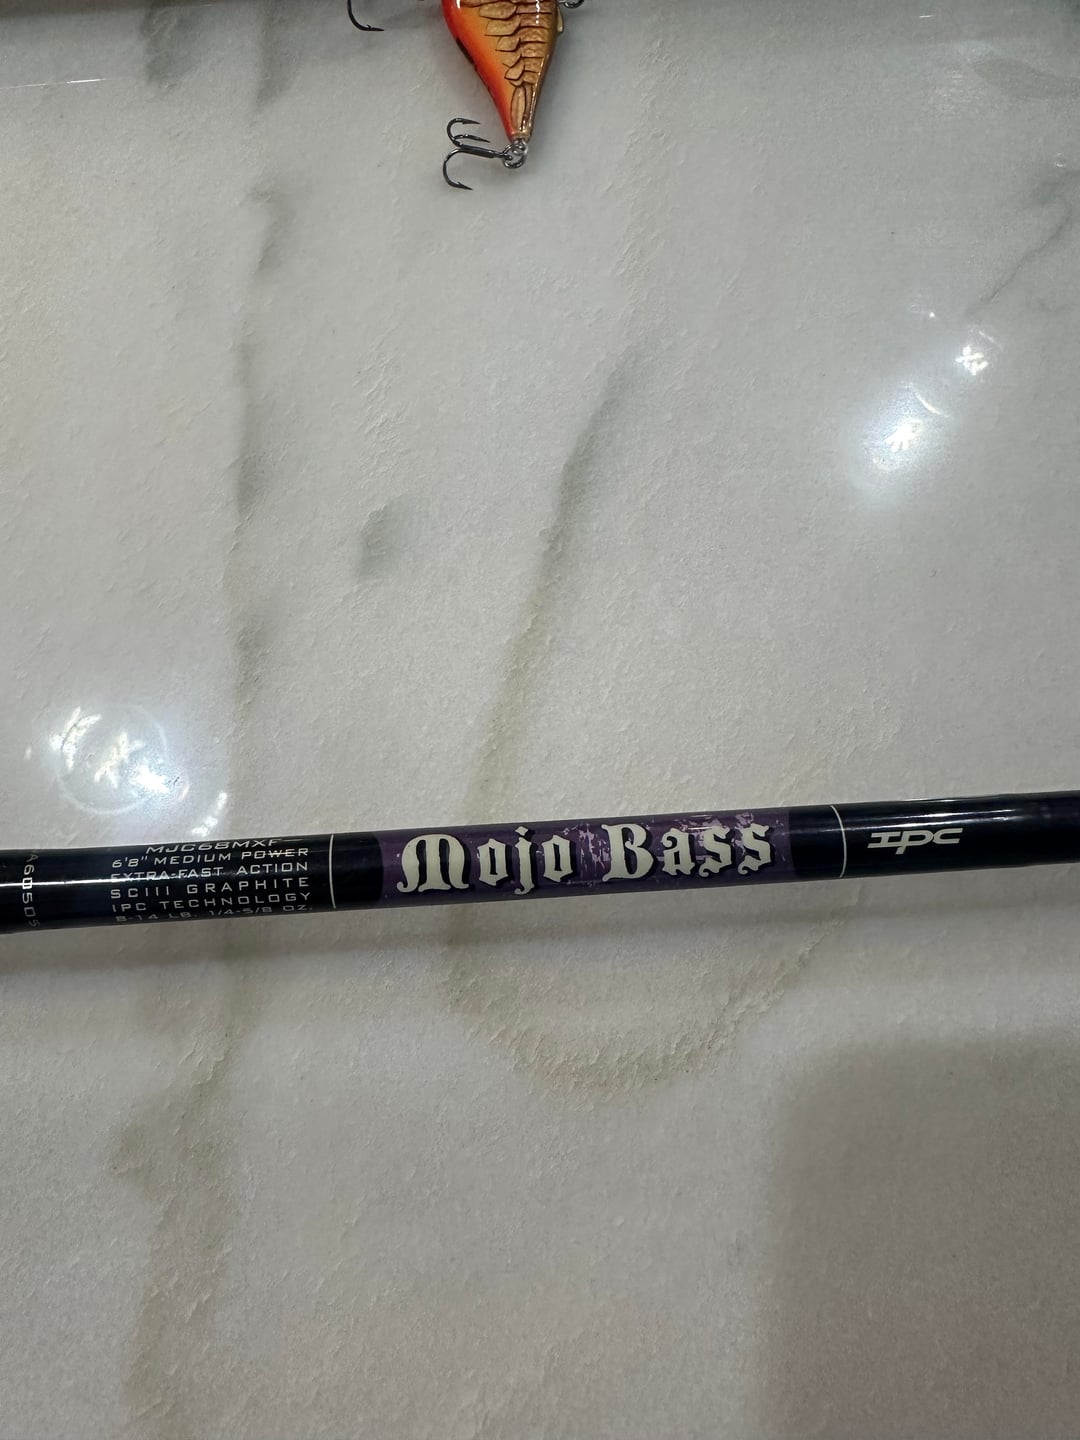 MJC68MXF
6'8" MEDIUM POWER
EXTRA-FAST ACTION
SCIII GRAPHITE
IPC TECHNOLOGY
8-14 LB. 1/4-5/8 OZ.
Mojo Bass
IPC